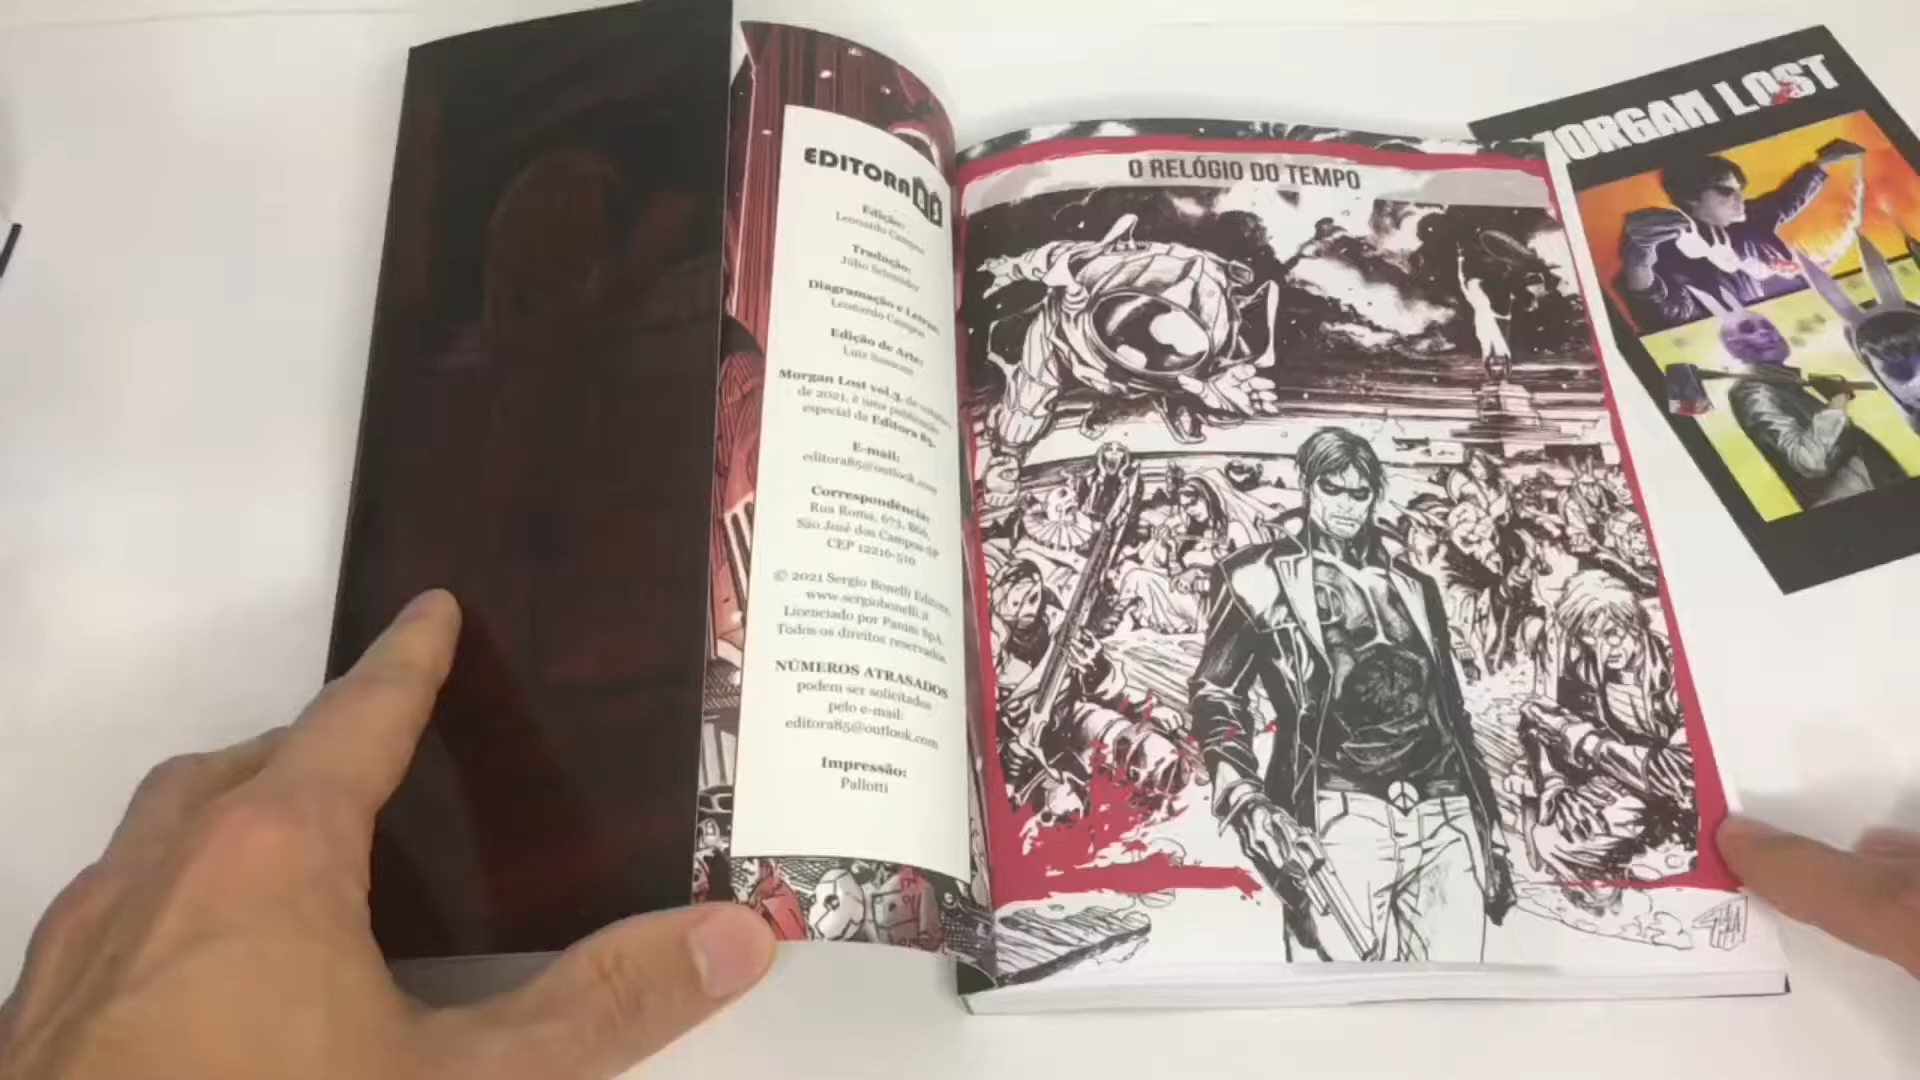 EDITORA 85
Edição:
Leonardo Campos
Tradução:
Júlio Schneider
Diagramação e Letras:
Leonardo Campos
Edição de Arte:
Luiz
Morgan Lost vol.3, de
de 2021, é uma publicação
especial da Editora 85.
E-mail:
editora85@outlook.com
Correspondência:
Rua Roma, 673,
São José dos Campos-SP
CEP 12216-510
© 2021 Sergio Bonelli Editore,
www.sergiobonelli.it
Licenciado por Panini SpA.
Todos os direitos reservados.
NÚMEROS ATRASADOS
podem ser solicitados
pelo e-mail:
editora85@outlook.com
Impressão:
Pallotti
O RELÓGIO DO TEMPO
MORGAN LOST